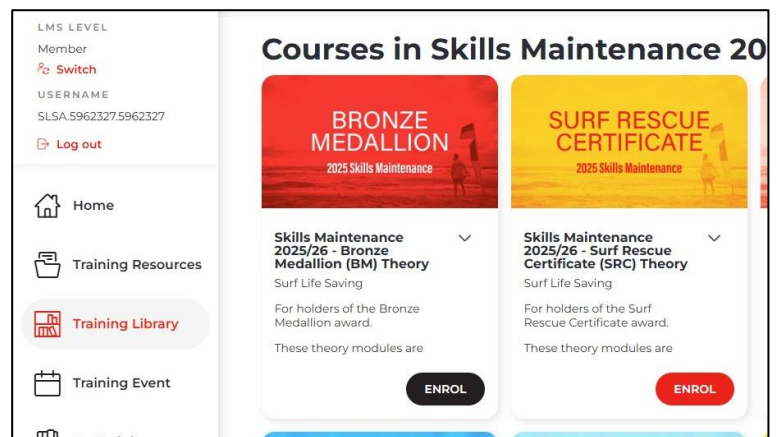 LMS LEVEL
Member
Switch
USERNAME
SLSA.5962327.5962327
Log out
Home
Training Resources
Training Library
Training Event
Courses in Skills Maintenance 20
BRONZE
MEDALLION
2025 Skills Maintenance
Skills Maintenance
2025/26 - Bronze
Medallion (BM) Theory
Surf Life Saving
For holders of the Bronze
Medallion award.
These theory modules are
ENROL
SURF RESCUE
CERTIFICATE
2025 Skills Maintenance
Skills Maintenance
2025/26 - Surf Rescue
Certificate (SRC) Theory
Surf Life Saving
For holders of the Surf
Rescue Certificate award.
These theory modules are
ENROL